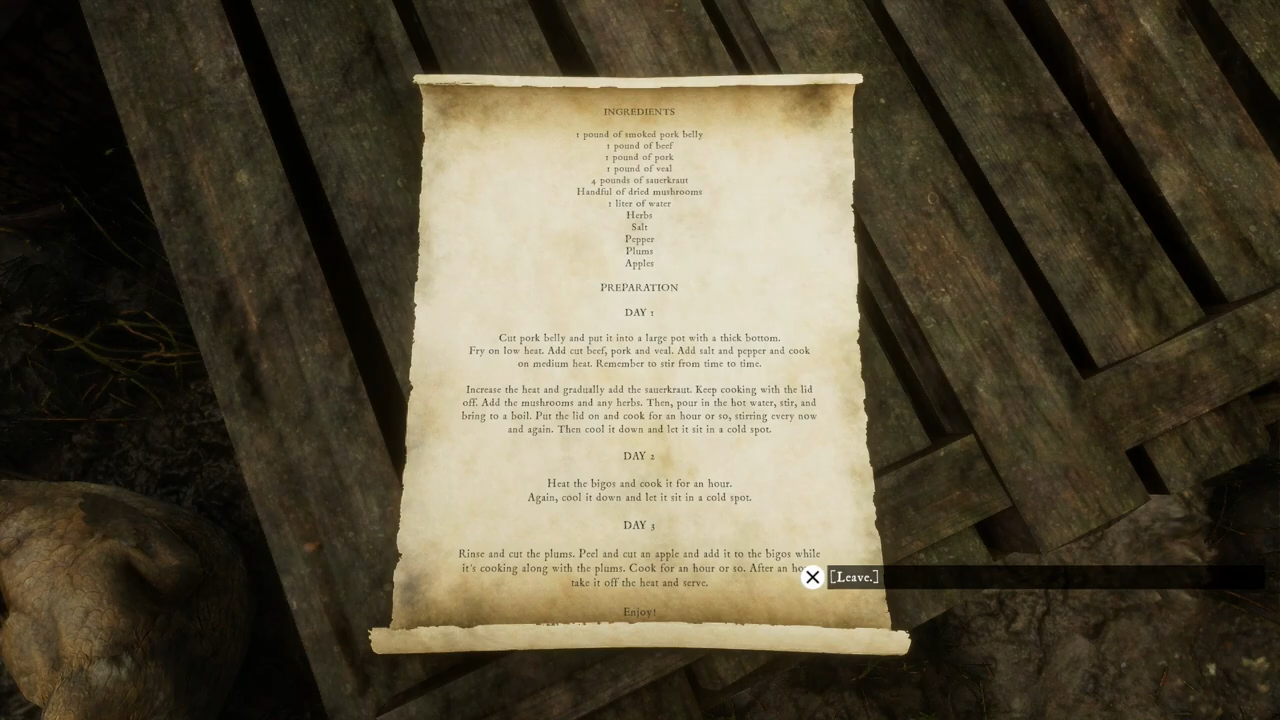 INGREDIENTS
1 pound of smoked pork belly
1 pound of beef
1 pound of pork
1 pound of veal
4 pounds of sauerkraut
Handful of dried mushrooms
1 liter of water
Herbs
Salt
Pepper
Plums
Apples
PREPARATION
DAY 1
Cut pork belly and put it into a large pot with a thick bottom.
Fry on low heat. Add cut beef, pork and veal. Add salt and pepper and cook
on medium heat. Remember to stir from time to time.
Increase the heat and gradually add the sauerkraut. Keep cooking with the lid
off. Add the mushrooms and any herbs. Then, pour in the hot water, stir, and
bring to a boil. Put the lid on and cook for an hour or so, stirring every now
and again. Then cool it down and let it sit in a cold spot.
DAY 2
Heat the bigos and cook it for an hour.
Again, cool it down and let it sit in a cold spot.
DAY 3
Rinse and cut the plums. Peel and cut an apple and add it to the bigos while
it's cooking along with the plums. Cook for an hour or so. After an
take it off the heat and serve.
[Leave.]
Enjoy!